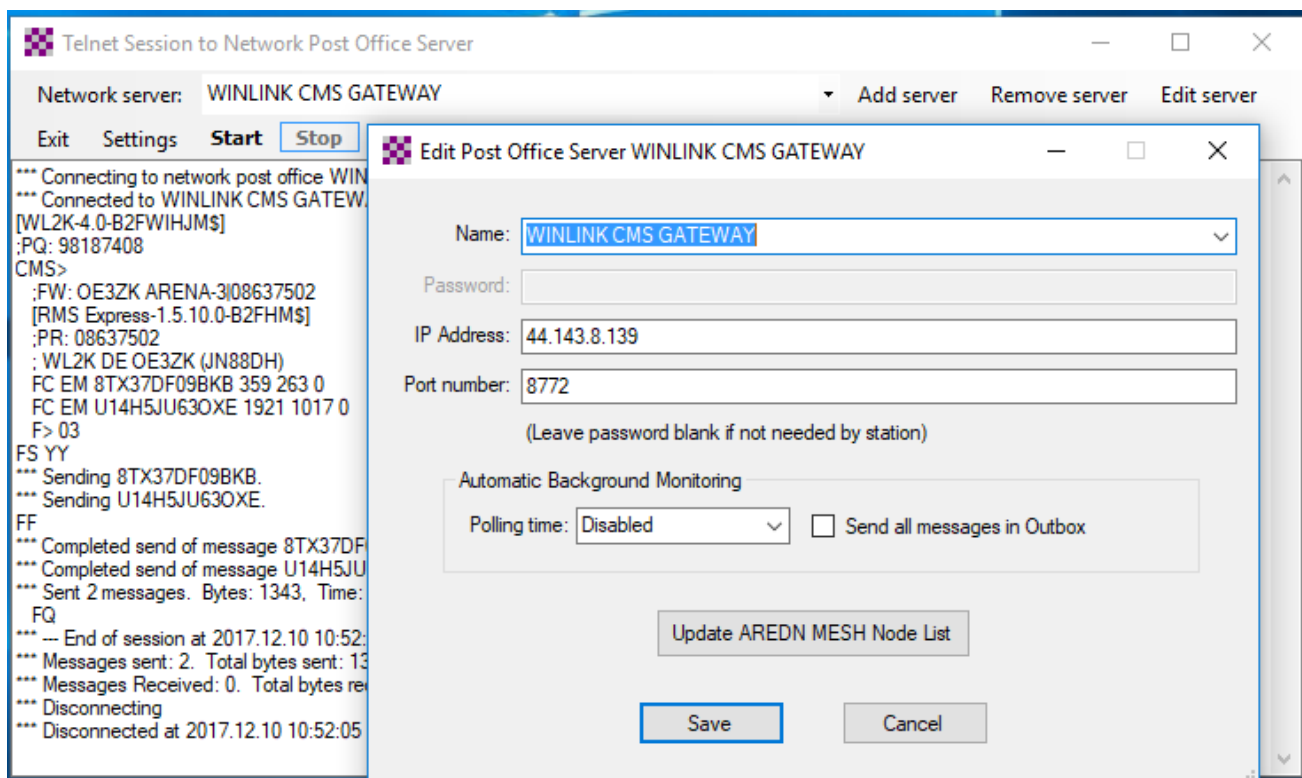 Telnet Session to Network Post Office Server
Network server: WINLINK CMS GATEWAY Add server Remove server Edit server
Exit Settings Start Stop
*** Connecting to network post office WIN
*** Connected to WINLINK CMS GATEW
[WL2K-4.0-B2FWIHJM$]
;PQ: 98187408
CMS>
;FW: OE3ZK ARENA-3|08637502
[RMS Express-1.5.10.0-B2FHM$]
;PR: 08637502
; WL2K DE OE3ZK (JN88DH)
FC EM 8TX37DF09BKB 359 263 0
FC EM U14H5JU63OXE 1921 1017 0
F> 03
FS YY
*** Sending 8TX37DF09BKB.
*** Sending U14H5JU63OXE.
FF
*** Completed send of message 8TX37DF
*** Completed send of message U14H5JU
*** Sent 2 messages. Bytes: 1343, Time:
FQ
*** --- End of session at 2017.12.10 10:52:
*** Messages sent: 2. Total bytes sent: 13
*** Messages Received: 0. Total bytes re
*** Disconnecting
*** Disconnected at 2017.12.10 10:52:05
Edit Post Office Server WINLINK CMS GATEWAY
Name: WINLINK CMS GATEWAY
Password:
IP Address: 44.143.8.139
Port number: 8772
(Leave password blank if not needed by station)
Automatic Background Monitoring
Polling time: Disabled Send all messages in Outbox
Update AREDN MESH Node List
Save Cancel